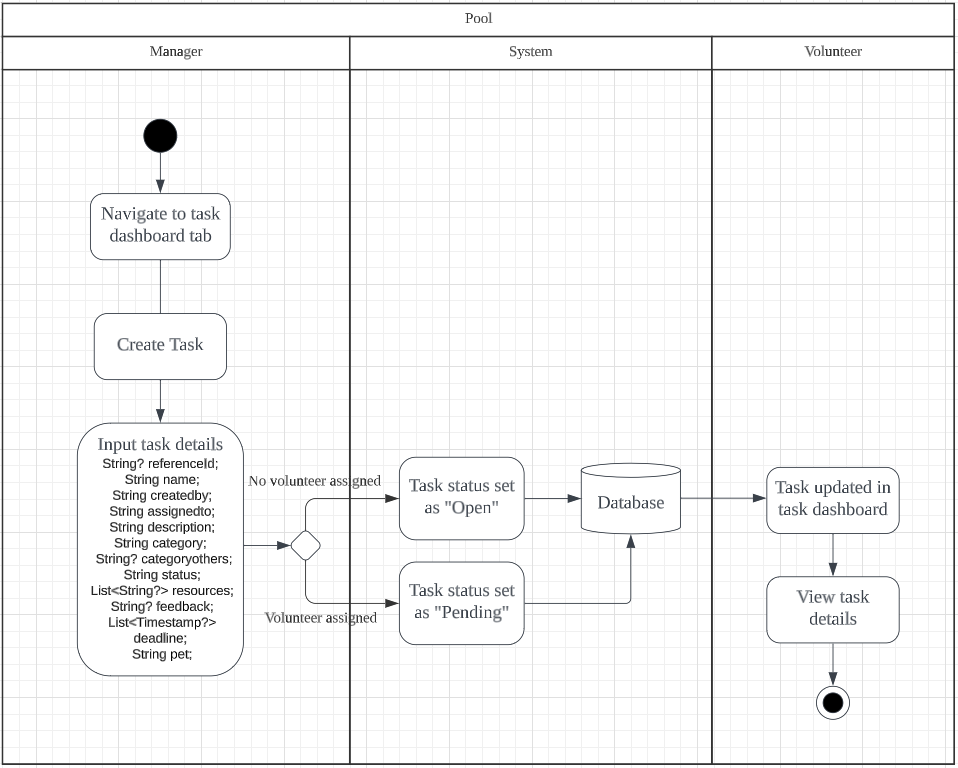 Pool
Manager
System
Volunteer
Navigate to task
dashboard tab
Create Task
Input task details
String? referenceId;
String name;
String createdby;
String assignedto;
String description;
String category;
String? categoryothers;
String status;
List<String?> resources;
String? feedback;
List<Timestamp?>
deadline;
String pet;
No volunteer assigned
Volunteer assigned
Task status set
as "Open"
Task status set
as "Pending"
Database
Task updated in
task dashboard
View task
details